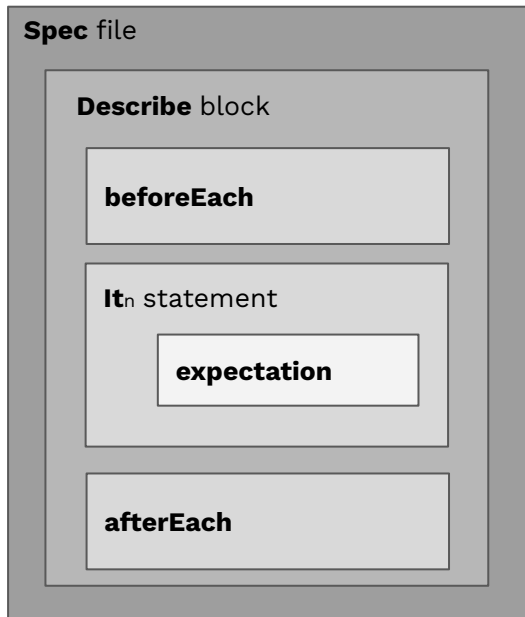 Spec file
Describe block
beforeEach
Itn statement
expectation
afterEach